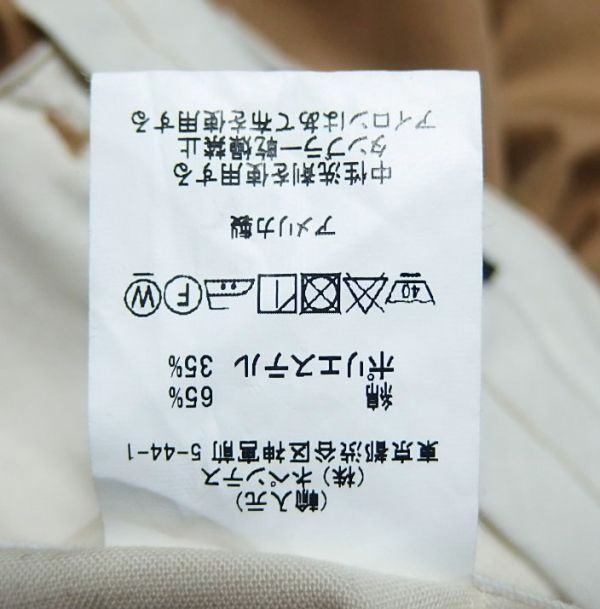 （輸入元）
（株）ネペンテス
東京都渋谷区神宮前 5-44-1
綿 65%
ポリエステル 35%
40 F W
アメリカ製
中性洗剤を使用する
タンブラー乾燥禁止
アイロンはあて布を使用する